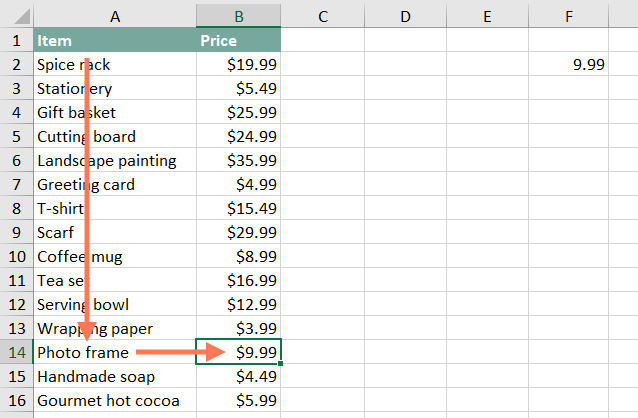 A B C D E F
1 Item Price
2 Spice rack $19.99 9.99
3 Stationery $5.49
4 Gift basket $25.99
5 Cutting board $24.99
6 Landscape painting $35.99
7 Greeting card $4.99
8 T-shirt $15.49
9 Scarf $29.99
10 Coffee mug $8.99
11 Tea set $16.99
12 Serving bowl $12.99
13 Wrapping paper $3.99
14 Photo frame $9.99
15 Handmade soap $4.49
16 Gourmet hot cocoa $5.99